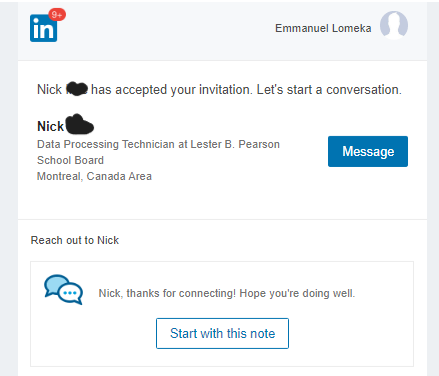 in
9+
Emmanuel Lomeka
Nick has accepted your invitation. Let's start a conversation.
Nick
Data Processing Technician at Lester B. Pearson
School Board
Montreal, Canada Area
Message
Reach out to Nick
Nick, thanks for connecting! Hope you're doing well.
Start with this note